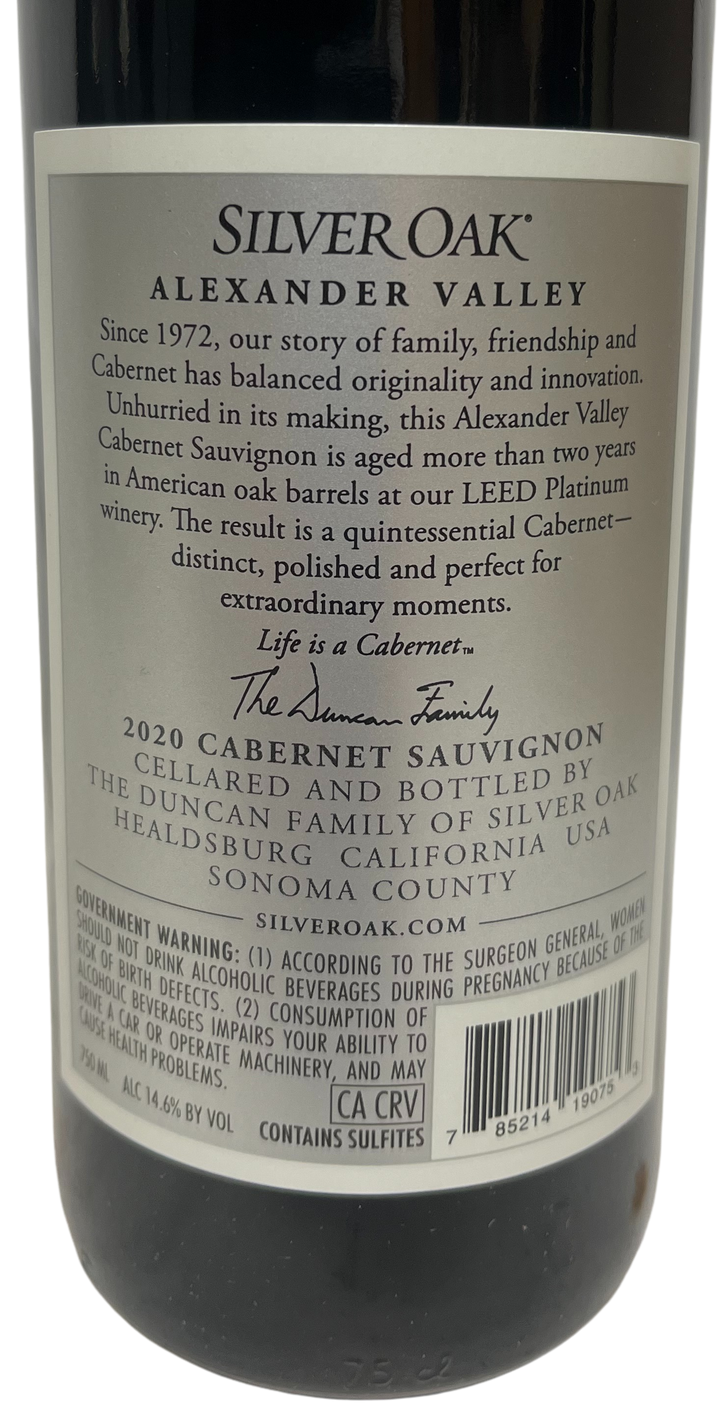 SILVER OAK®
ALEXANDER VALLEY
Since 1972, our story of family, friendship and
Cabernet has balanced originality and innovation.
Unhurried in its making, this Alexander Valley
Cabernet Sauvignon is aged more than two years
in American oak barrels at our LEED Platinum
winery. The result is a quintessential Cabernet—
distinct, polished and perfect for
extraordinary moments.
Life is a Cabernet™
The Duncan Family
2020 CABERNET SAUVIGNON
CELLARED AND BOTTLED BY
THE DUNCAN FAMILY OF SILVER OAK
HEALDSBURG CALIFORNIA USA
SONOMA COUNTY
SILVEROAK.COM
GOVERNMENT WARNING: (1) ACCORDING TO THE SURGEON GENERAL, WOMEN
SHOULD NOT DRINK ALCOHOLIC BEVERAGES DURING PREGNANCY BECAUSE OF THE
RISK OF BIRTH DEFECTS. (2) CONSUMPTION OF
ALCOHOLIC BEVERAGES IMPAIRS YOUR ABILITY TO
DRIVE A CAR OR OPERATE MACHINERY, AND MAY
CAUSE HEALTH PROBLEMS.
750 ML ALC 14.6% BY VOL
CA CRV
CONTAINS SULFITES
7 85214 19075 3
75 cl